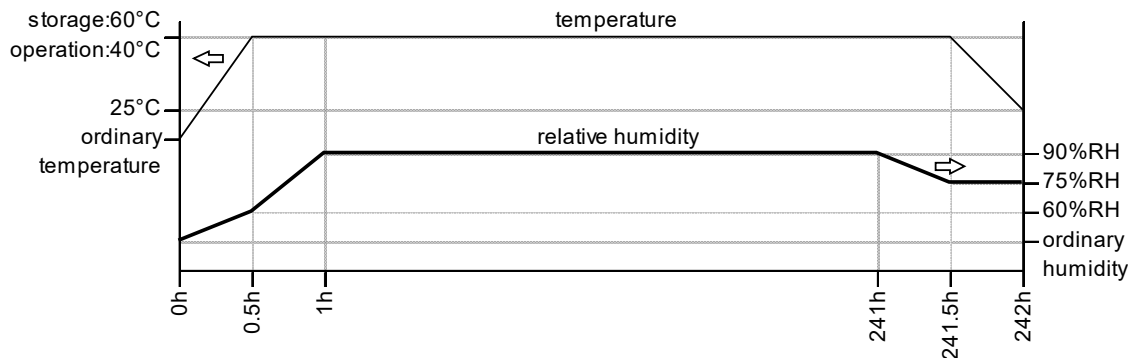 storage:60°C
temperature
operation:40°C
25°C
ordinary
temperature
relative humidity
90%RH
75%RH
60%RH
ordinary
humidity
0h
0.5h
1h
241h
241.5h
242h